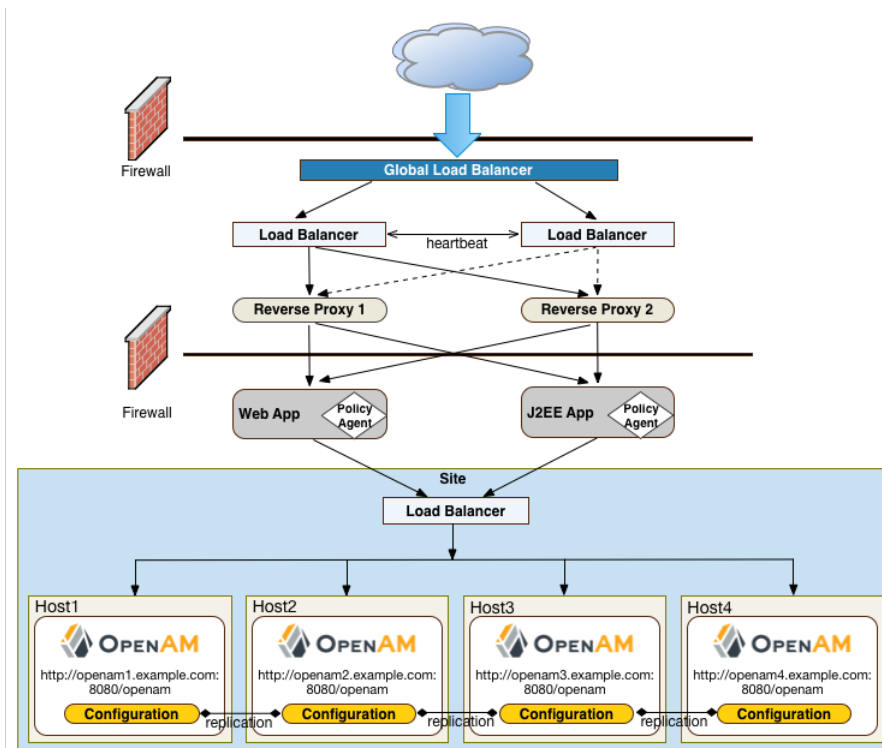 Firewall
Global Load Balancer
Load Balancer
heartbeat
Load Balancer
Reverse Proxy 1
Reverse Proxy 2
Firewall
Web App
Policy
Agent
J2EE App
Policy
Agent
Site
Load Balancer
Host1
OPENAM
http://openam1.example.com:
8080/openam
Configuration
replication
Host2
OPENAM
http://openam2.example.com:
8080/openam
Configuration
replication
Host3
OPENAM
http://openam3.example.com:
8080/openam
Configuration
replication
Host4
OPENAM
http://openam4.example.com:
8080/openam
Configuration